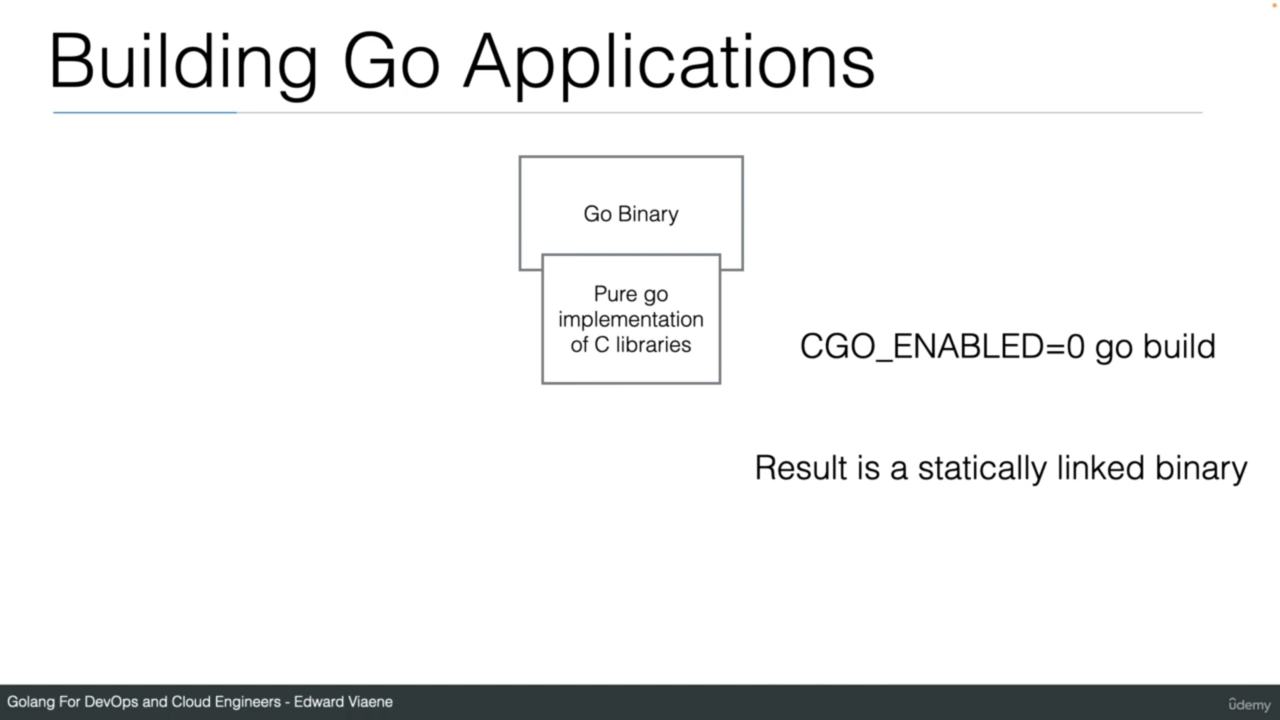 Building Go Applications
Go Binary
Pure go
implementation
of C libraries
CGO_ENABLED=0 go build
Result is a statically linked binary
Golang For DevOps and Cloud Engineers - Edward Viaene
ûdemy